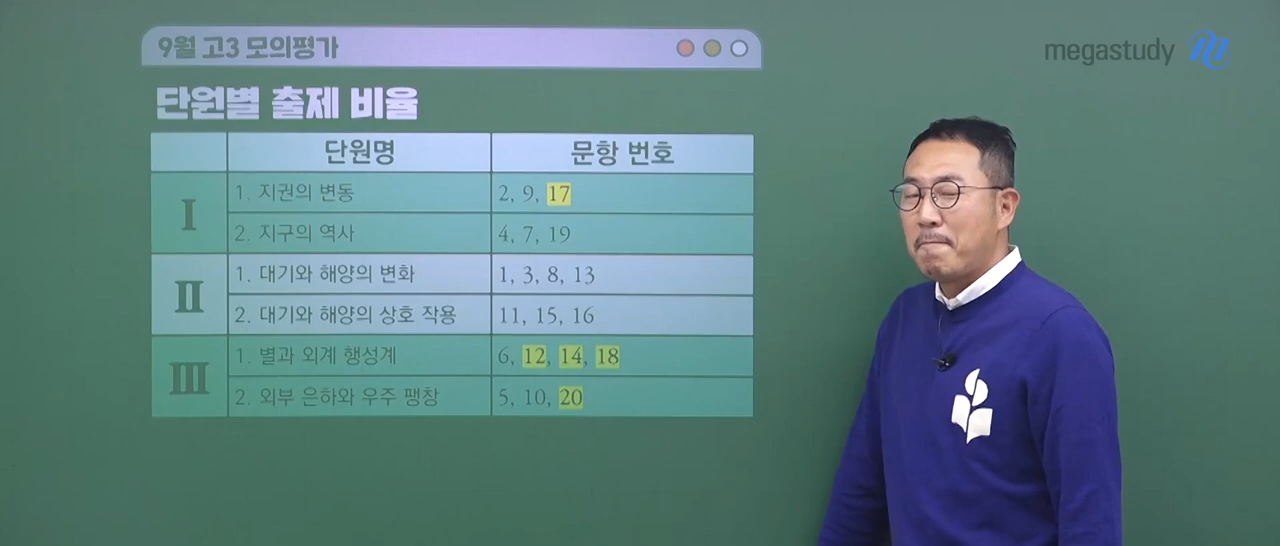 9월 고3 모의평가
megastudy
단원별 출제 비율
단원명 문항 번호
I 1. 지권의 변동 2, 9, 17
2. 지구의 역사 4, 7, 19
II 1. 대기와 해양의 변화 1, 3, 8, 13
2. 대기와 해양의 상호 작용 11, 15, 16
III 1. 별과 외계 행성계 6, 12, 14, 18
2. 외부 은하와 우주 팽창 5, 10, 20